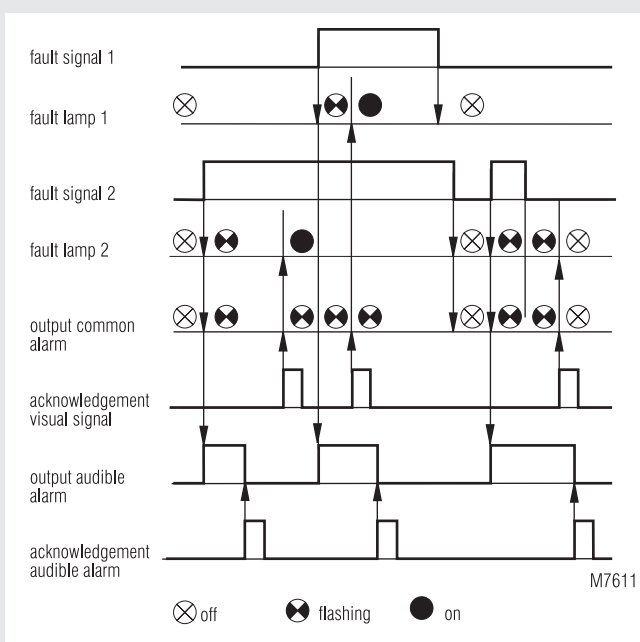 fault signal 1
fault lamp 1
fault signal 2
fault lamp 2
output common
alarm
acknowledgement
visual signal
output audible
alarm
acknowledgement
audible alarm
M7611
off
flashing
on